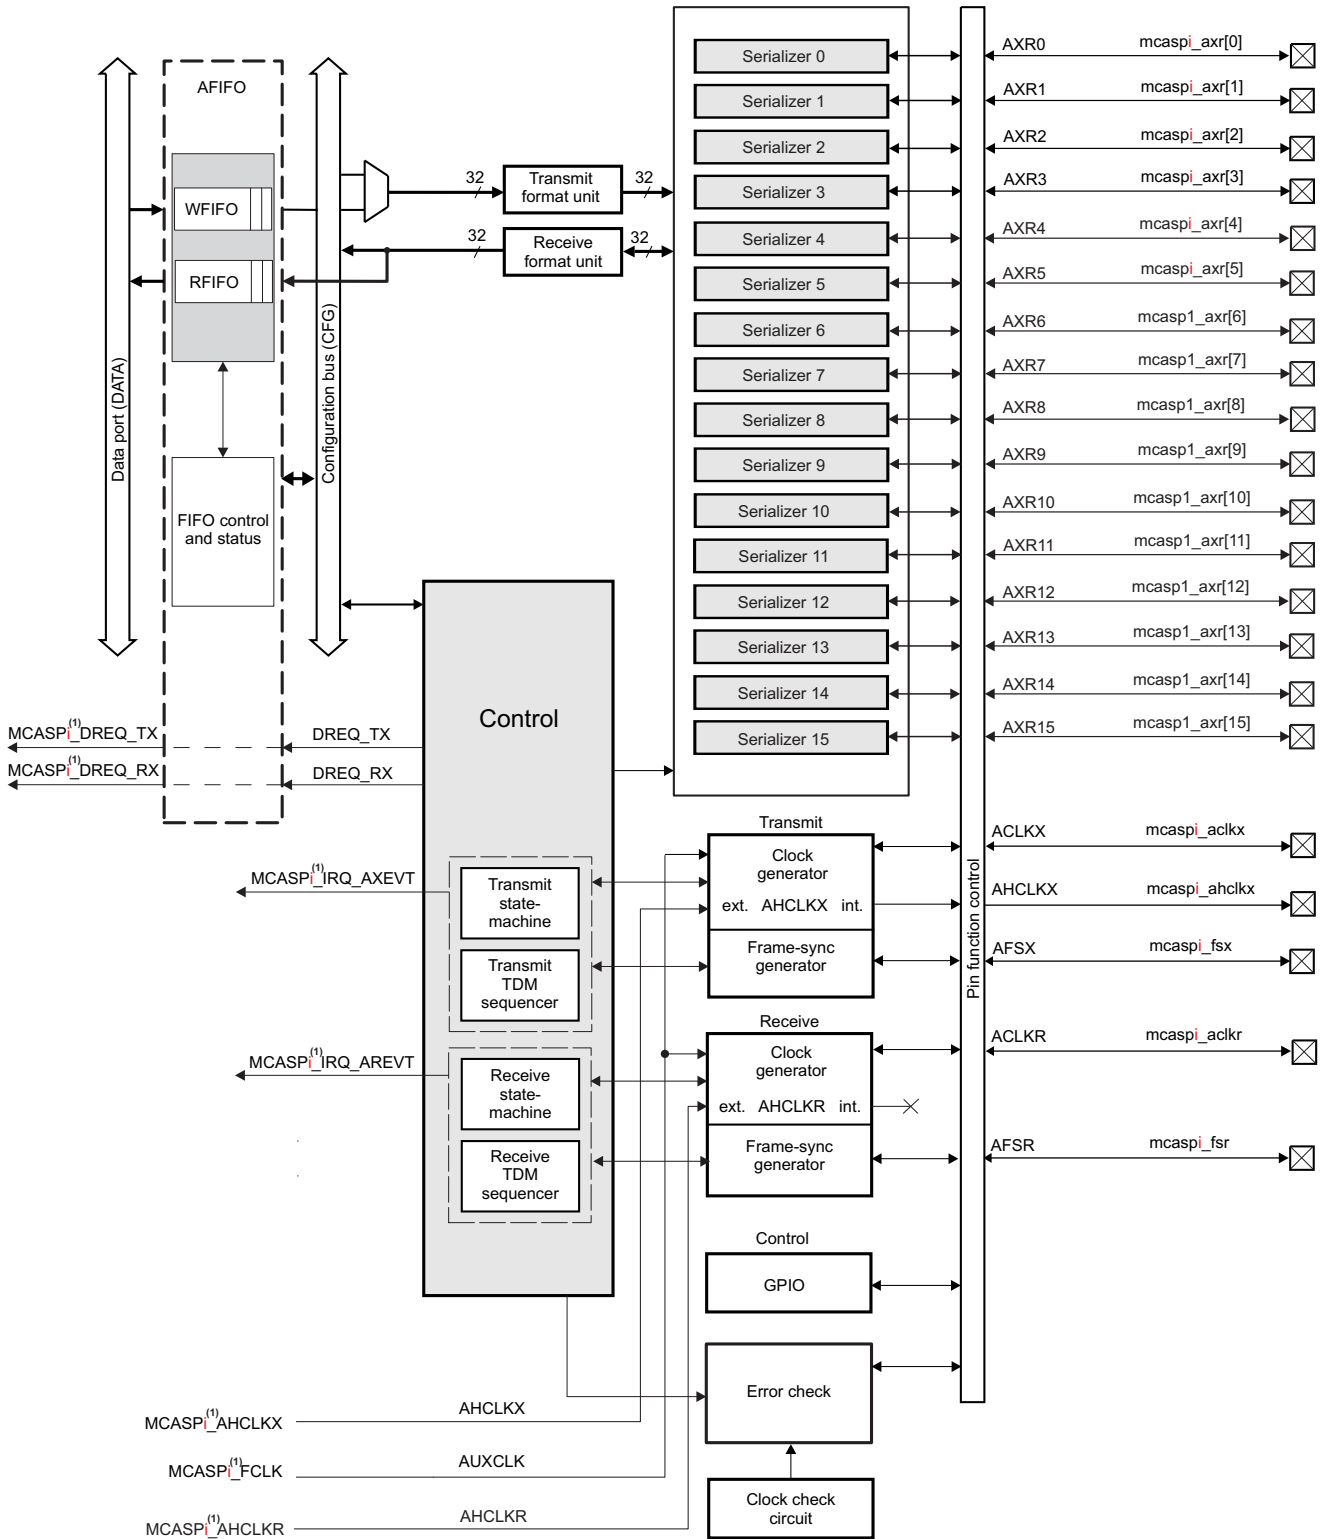 AFIFO
WFIFO
RFIFO
FIFO control
and status
Data port (DATA)
Configuration bus (CFG)
32
Transmit
format unit
32
32
Receive
format unit
32
Serializer 0
Serializer 1
Serializer 2
Serializer 3
Serializer 4
Serializer 5
Serializer 6
Serializer 7
Serializer 8
Serializer 9
Serializer 10
Serializer 11
Serializer 12
Serializer 13
Serializer 14
Serializer 15
Pin function control
AXR0 mcaspi_axr[0]
AXR1 mcaspi_axr[1]
AXR2 mcaspi_axr[2]
AXR3 mcaspi_axr[3]
AXR4 mcaspi_axr[4]
AXR5 mcaspi_axr[5]
AXR6 mcasp1_axr[6]
AXR7 mcasp1_axr[7]
AXR8 mcasp1_axr[8]
AXR9 mcasp1_axr[9]
AXR10 mcasp1_axr[10]
AXR11 mcasp1_axr[11]
AXR12 mcasp1_axr[12]
AXR13 mcasp1_axr[13]
AXR14 mcasp1_axr[14]
AXR15 mcasp1_axr[15]
ACLKX mcaspi_aclkx
AHCLKX mcaspi_ahclkx
AFSX mcaspi_fsx
ACLKR mcaspi_aclkr
AFSR mcaspi_fsr
MCASPi(1)_DREQ_TX DREQ_TX
MCASPi(1)_DREQ_RX DREQ_RX
Control
MCASPi(1)_IRQ_AXEVT
Transmit
state-
machine
Transmit
TDM
sequencer
MCASPi(1)_IRQ_AREVT
Receive
state-
machine
Receive
TDM
sequencer
Transmit
Clock
generator
ext. AHCLKX int.
Frame-sync
generator
Receive
Clock
generator
ext. AHCLKR int.
Frame-sync
generator
Control
GPIO
Error check
Clock check
circuit
MCASPi(1)_AHCLKX AHCLKX
MCASPi(1)_FCLK AUXCLK
MCASPi(1)_AHCLKR AHCLKR